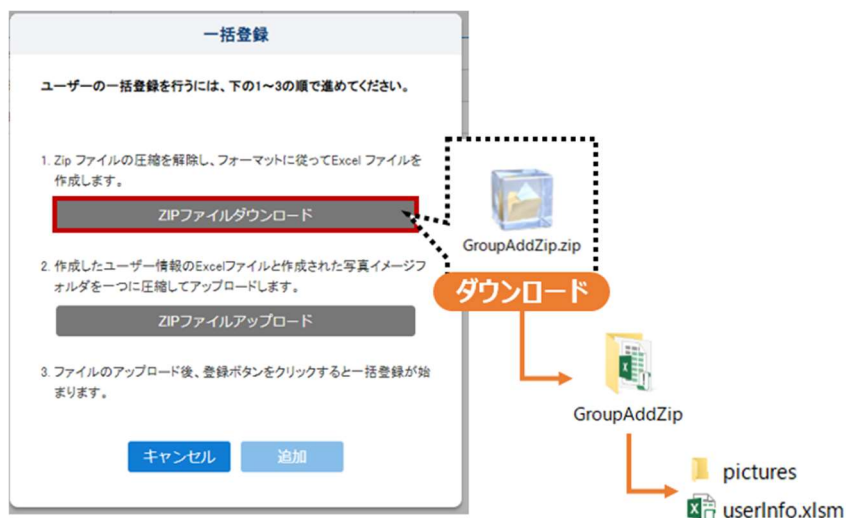 一括登録
ユーザーの一括登録を行うには、下の1~3の順で進めてください。
1. Zip ファイルの圧縮を解除し、フォーマットに従ってExcel ファイルを
作成します。
ZIPファイルダウンロード
GroupAddZip.zip
2. 作成したユーザー情報のExcelファイルと作成された写真イメージフ
ォルダを一つに圧縮してアップロードします。
ダウンロード
ZIPファイルアップロード
3. ファイルのアップロード後、登録ボタンをクリックすると一括登録が始
まります。
GroupAddZip
キャンセル
追加
pictures
userInfo.xlsm